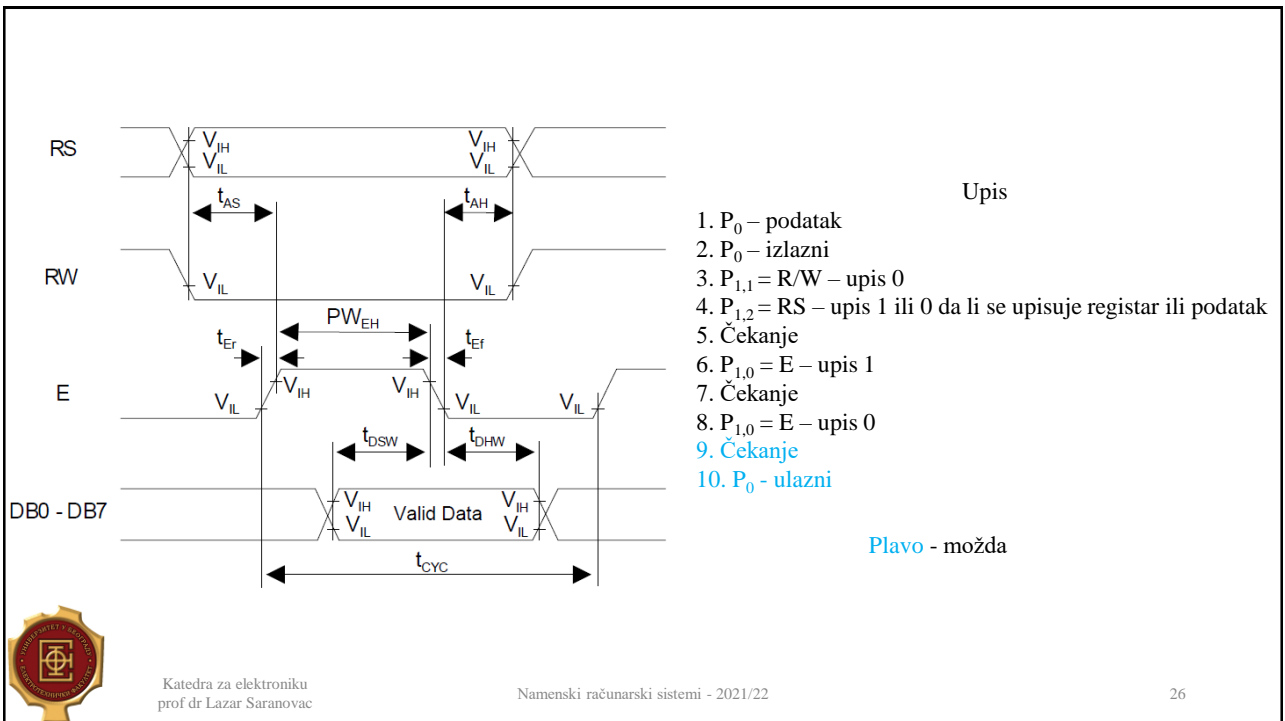 RS
V_IH
V_IL
V_IH
V_IL
t_AS
t_AH
RW
V_IL
V_IL
PW_EH
t_Er
t_Ef
E
V_IL
V_IH
V_IH
V_IL
V_IL
t_DSW
t_DHW
DB0 - DB7
V_IH
V_IL
Valid Data
V_IH
V_IL
t_CYC
Upis
1. P₀ – podatak
2. P₀ – izlazni
3. P₁,₁ = R/W – upis 0
4. P₁,₂ = RS – upis 1 ili 0 da li se upisuje registar ili podatak
5. Čekanje
6. P₁,₀ = E – upis 1
7. Čekanje
8. P₁,₀ = E – upis 0
9. Čekanje
10. P₀ - ulazni
Plavo - možda
Katedra za elektroniku
prof dr Lazar Saranovac
Namenski računarski sistemi - 2021/22
26